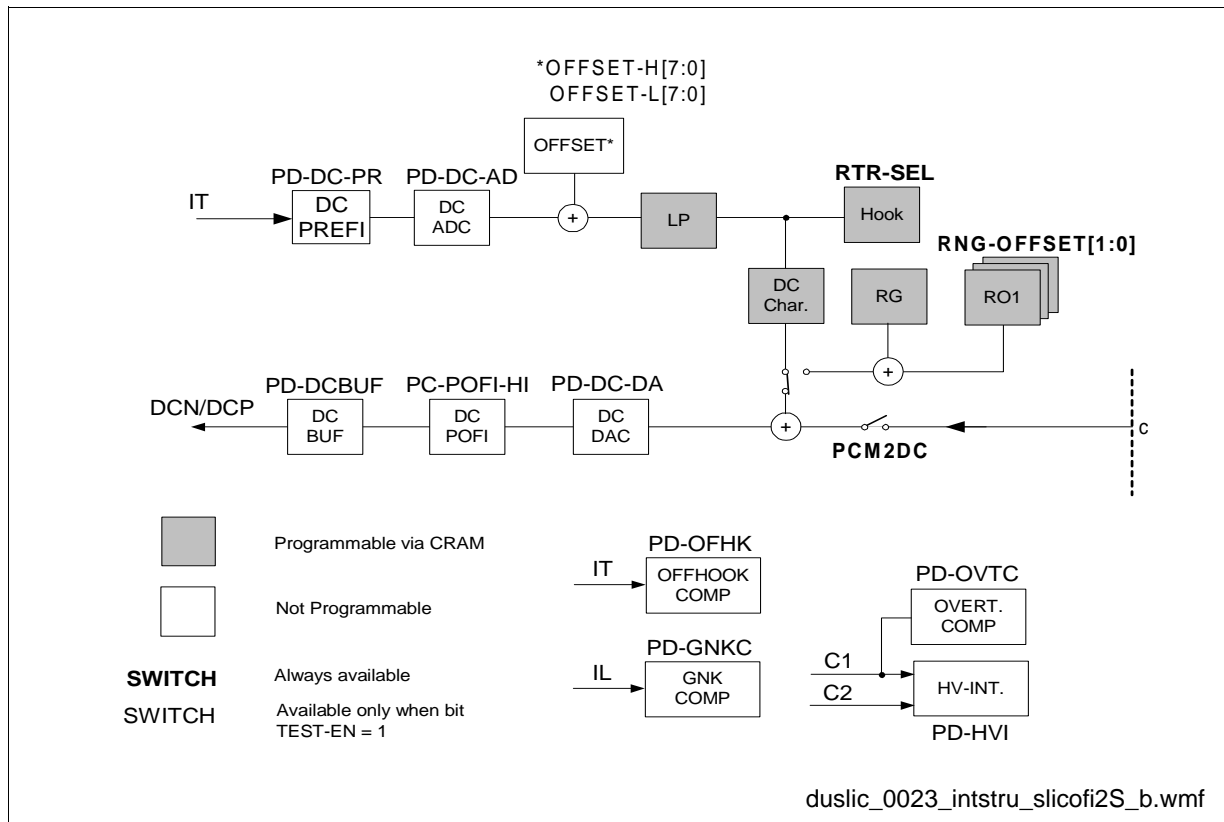 *OFFSET-H[7:0]
OFFSET-L[7:0]
OFFSET*
PD-DC-PR
PD-DC-AD
RTR-SEL
IT
DC
PREFI
DC
ADC
+
LP
Hook
RNG-OFFSET[1:0]
DC
Char.
RG
RO1
+
PD-DCBUF
PC-POFI-HI
PD-DC-DA
DCN/DCP
DC
BUF
DC
POFI
DC
DAC
+
PCM2DC
c
Programmable via CRAM
Not Programmable
SWITCH Always available
SWITCH Available only when bit
TEST-EN = 1
PD-OFHK
IT
OFFHOOK
COMP
PD-GNKC
IL
GNK
COMP
PD-OVTC
OVERT.
COMP
C1
C2
HV-INT.
PD-HVI
duslic_0023_intstru_slicofi2S_b.wmf